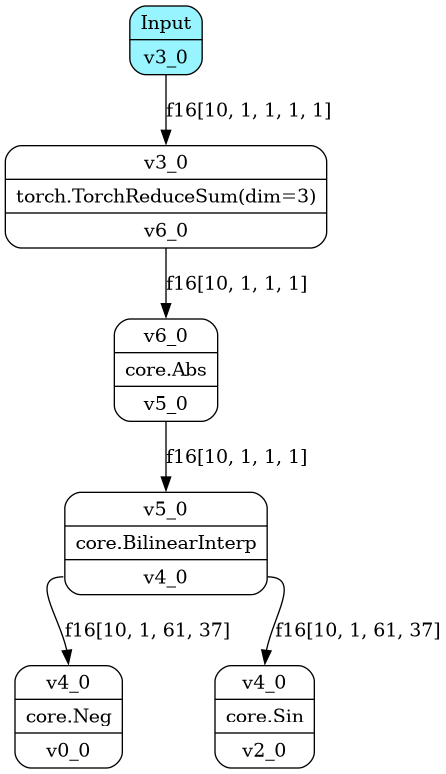 Input
v3_0
f16[10, 1, 1, 1, 1]
v3_0
torch.TorchReduceSum(dim=3)
v6_0
f16[10, 1, 1, 1]
v6_0
core.Abs
v5_0
f16[10, 1, 1, 1]
v5_0
core.BilinearInterp
v4_0
f16[10, 1, 61, 37]
f16[10, 1, 61, 37]
v4_0
core.Neg
v0_0
v4_0
core.Sin
v2_0